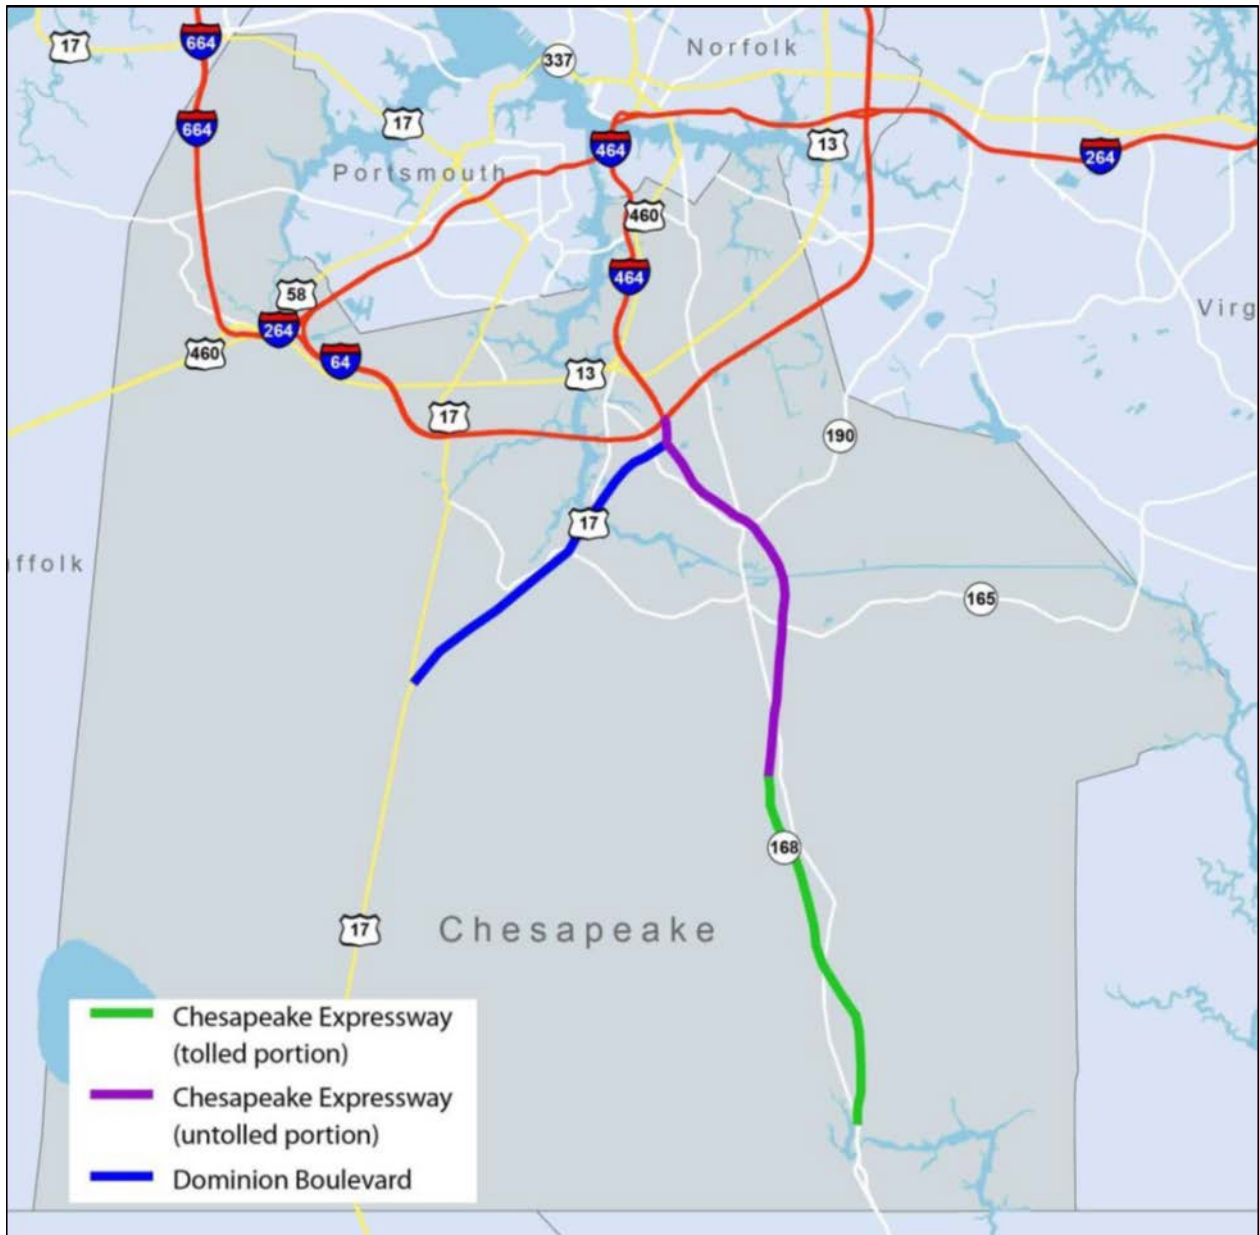 17
664
337
Norfolk
664
17
464
13
264
Portsmouth
460
464
58
264
460
64
13
17
190
Virg
17
ffolk
165
168
17
Chesapeake
Chesapeake Expressway
(tolled portion)
Chesapeake Expressway
(untolled portion)
Dominion Boulevard